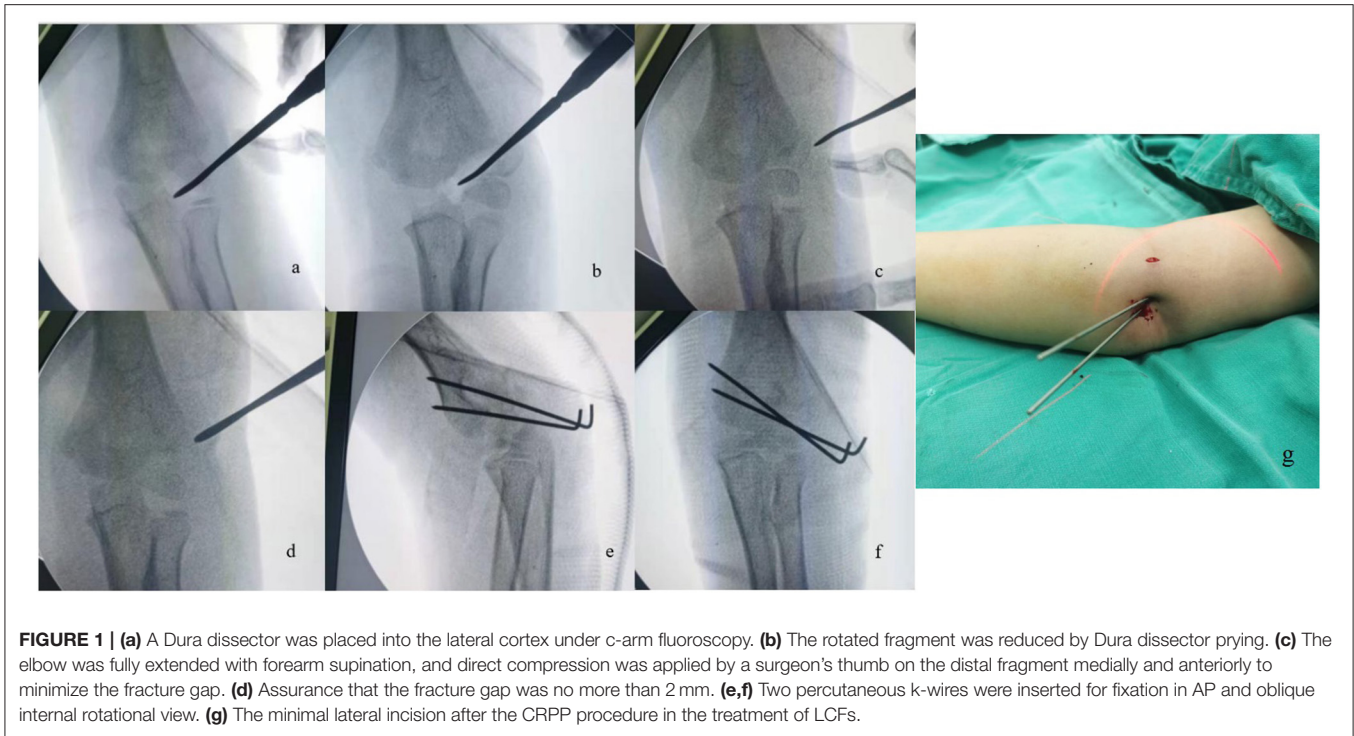 a
b
c
g
d
e
f
FIGURE 1 | (a) A Dura dissector was placed into the lateral cortex under c-arm fluoroscopy. (b) The rotated fragment was reduced by Dura dissector prying. (c) The
elbow was fully extended with forearm supination, and direct compression was applied by a surgeon's thumb on the distal fragment medially and anteriorly to
minimize the fracture gap. (d) Assurance that the fracture gap was no more than 2 mm. (e,f) Two percutaneous k-wires were inserted for fixation in AP and oblique
internal rotational view. (g) The minimal lateral incision after the CRPP procedure in the treatment of LCFs.